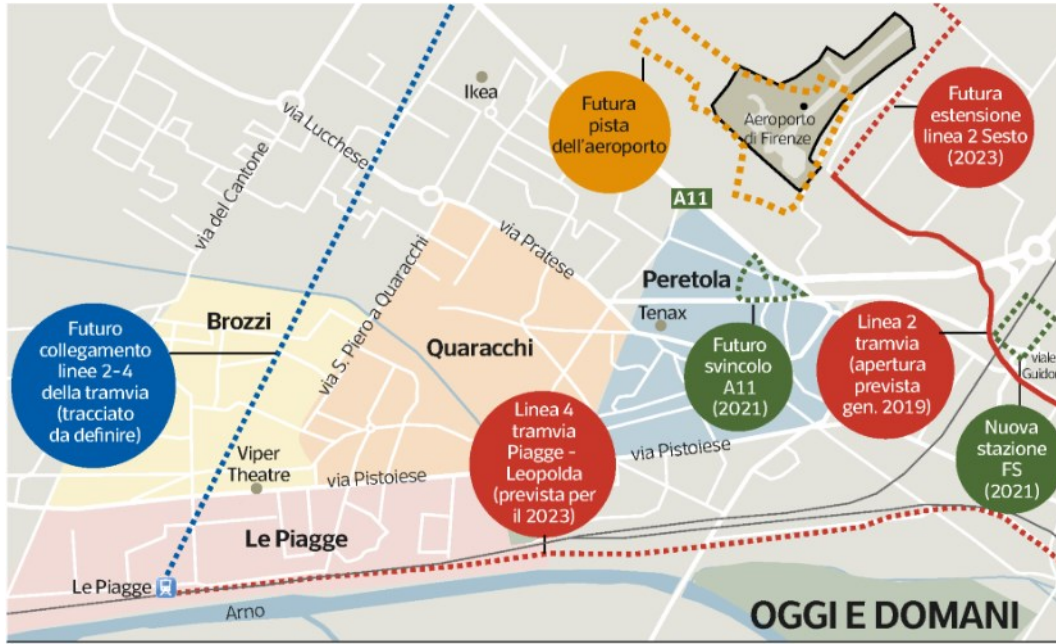 Ikea
via Lucchese
via del Cantone
Futura
pista
dell'aeroporto
Aeroporto
di Firenze
Futura
estensione
linea 2 Sesto
(2023)
A11
via Pratese
via S. Piero a Quaracchi
Peretola
Tenax
Brozzi
Quaracchi
Futuro
collegamento
linee 2-4
della tramvia
(tracciato
da definire)
Futuro
svincolo
A11
(2021)
Linea 2
tramvia
(apertura
prevista
gen. 2019)
viale
Guidoni
Linea 4
tramvia
Piagge -
Leopolda
(prevista per
il 2023)
Nuova
stazione
FS
(2021)
Viper
Theatre
via Pistoiese
via Pistoiese
Le Piagge
Le Piagge
Arno
OGGI E DOMANI